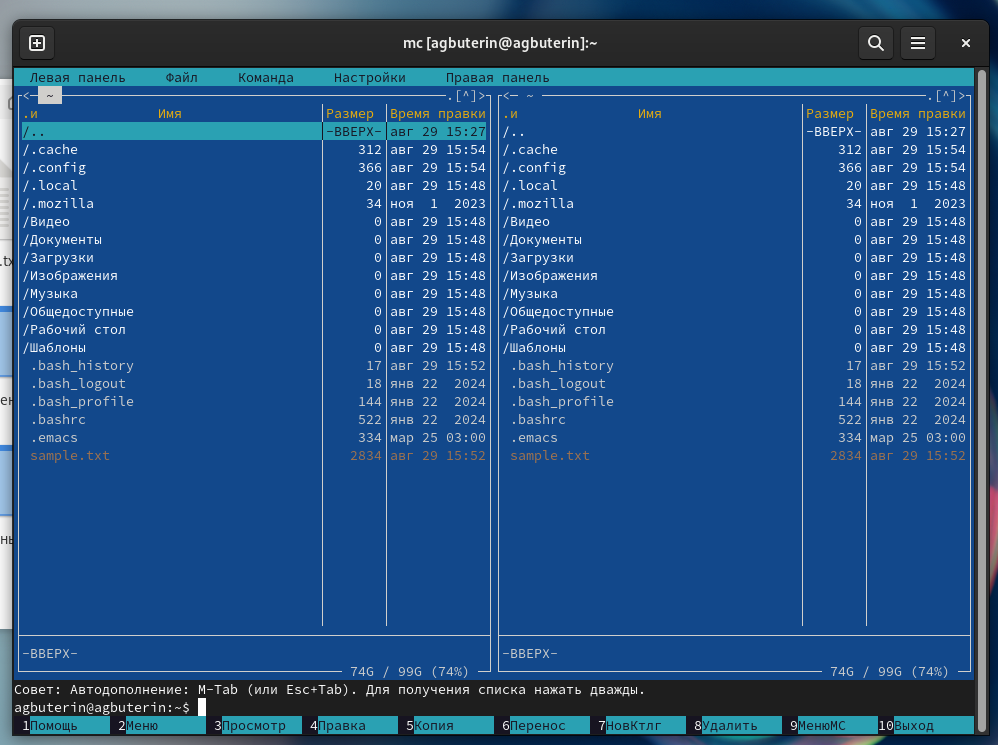 mc [agbuterin@agbuterin]:~
Левая панель Файл Команда Настройки Правая панель
<─ ~ .[^]> <─ ~ .[^]>
.и Имя Размер Время правки .и Имя Размер Время правки
/.. -ВВЕРХ- авг 29 15:27 /.. -ВВЕРХ- авг 29 15:27
/.cache 312 авг 29 15:54 /.cache 312 авг 29 15:54
/.config 366 авг 29 15:54 /.config 366 авг 29 15:54
/.local 20 авг 29 15:48 /.local 20 авг 29 15:48
/.mozilla 34 ноя 1 2023 /.mozilla 34 ноя 1 2023
/Видео 0 авг 29 15:48 /Видео 0 авг 29 15:48
/Документы 0 авг 29 15:48 /Документы 0 авг 29 15:48
/Загрузки 0 авг 29 15:48 /Загрузки 0 авг 29 15:48
/Изображения 0 авг 29 15:48 /Изображения 0 авг 29 15:48
/Музыка 0 авг 29 15:48 /Музыка 0 авг 29 15:48
/Общедоступные 0 авг 29 15:48 /Общедоступные 0 авг 29 15:48
/Рабочий стол 0 авг 29 15:48 /Рабочий стол 0 авг 29 15:48
/Шаблоны 0 авг 29 15:48 /Шаблоны 0 авг 29 15:48
.bash_history 17 авг 29 15:52 .bash_history 17 авг 29 15:52
.bash_logout 18 янв 22 2024 .bash_logout 18 янв 22 2024
.bash_profile 144 янв 22 2024 .bash_profile 144 янв 22 2024
.bashrc 522 янв 22 2024 .bashrc 522 янв 22 2024
.emacs 334 мар 25 03:00 .emacs 334 мар 25 03:00
sample.txt 2834 авг 29 15:52 sample.txt 2834 авг 29 15:52
-ВВЕРХ- -ВВЕРХ-
74G / 99G (74%) 74G / 99G (74%)
Совет: Автодополнение: M-Tab (или Esc+Tab). Для получения списка нажать дважды.
agbuterin@agbuterin:~$
1Помощь 2Меню 3Просмотр 4Правка 5Копия 6Перенос 7НовКтлг 8Удалить 9МенюMC 10Выход